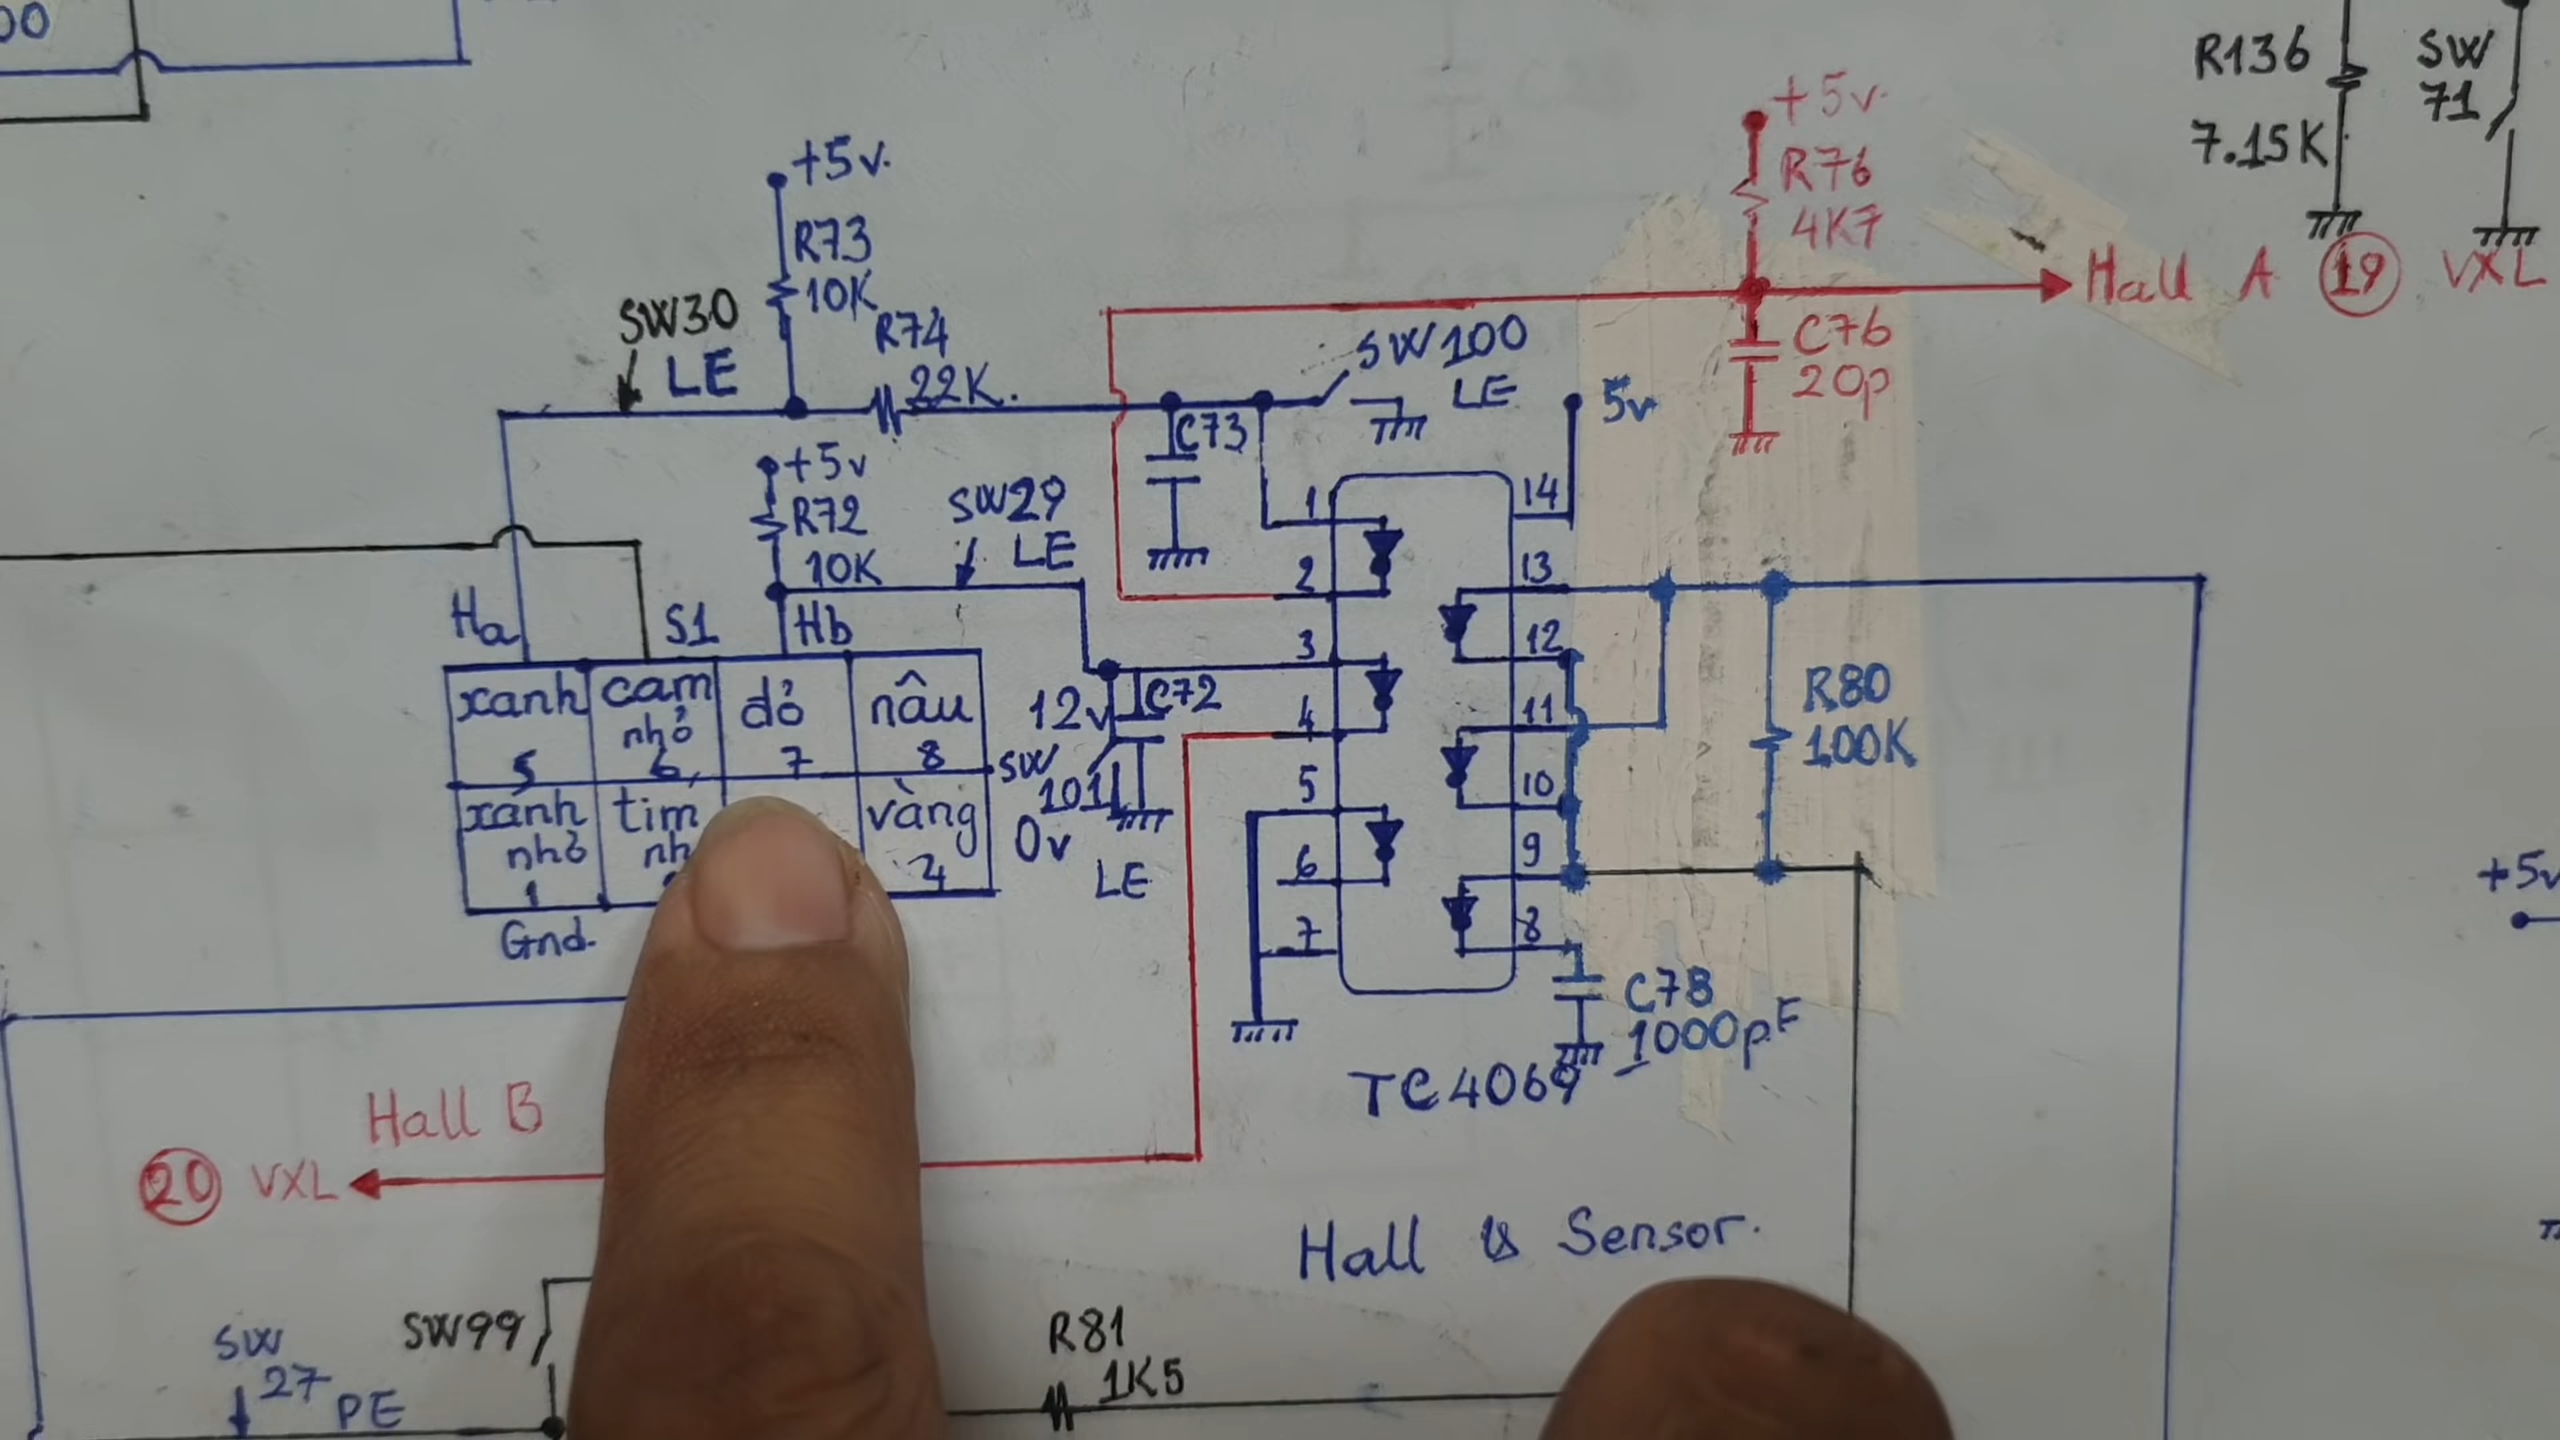 00
R136
7.15K
SW
71
+5v.
R76
4K7
Hall A 19 VXL
C76
20p
+5v.
R73
10K
SW30
LE
R74
22K.
SW100
LE
5v
C73
+5v
R72
10K
SW29
LE
Ha
S1
Hb
xanh
5
cam
nhỏ
6
đỏ
7
nâu
8
xanh
nhỏ
1
tim
vàng
4
Gnd.
12v
C72
SW
101
0v
LE
1
2
3
4
5
6
7
14
13
12
11
10
9
8
R80
100K
C78
1000pF
TC4069
+5v
Hall B
20 VXL
Hall Sensor.
SW99
SW
27
PE
R81
1K5